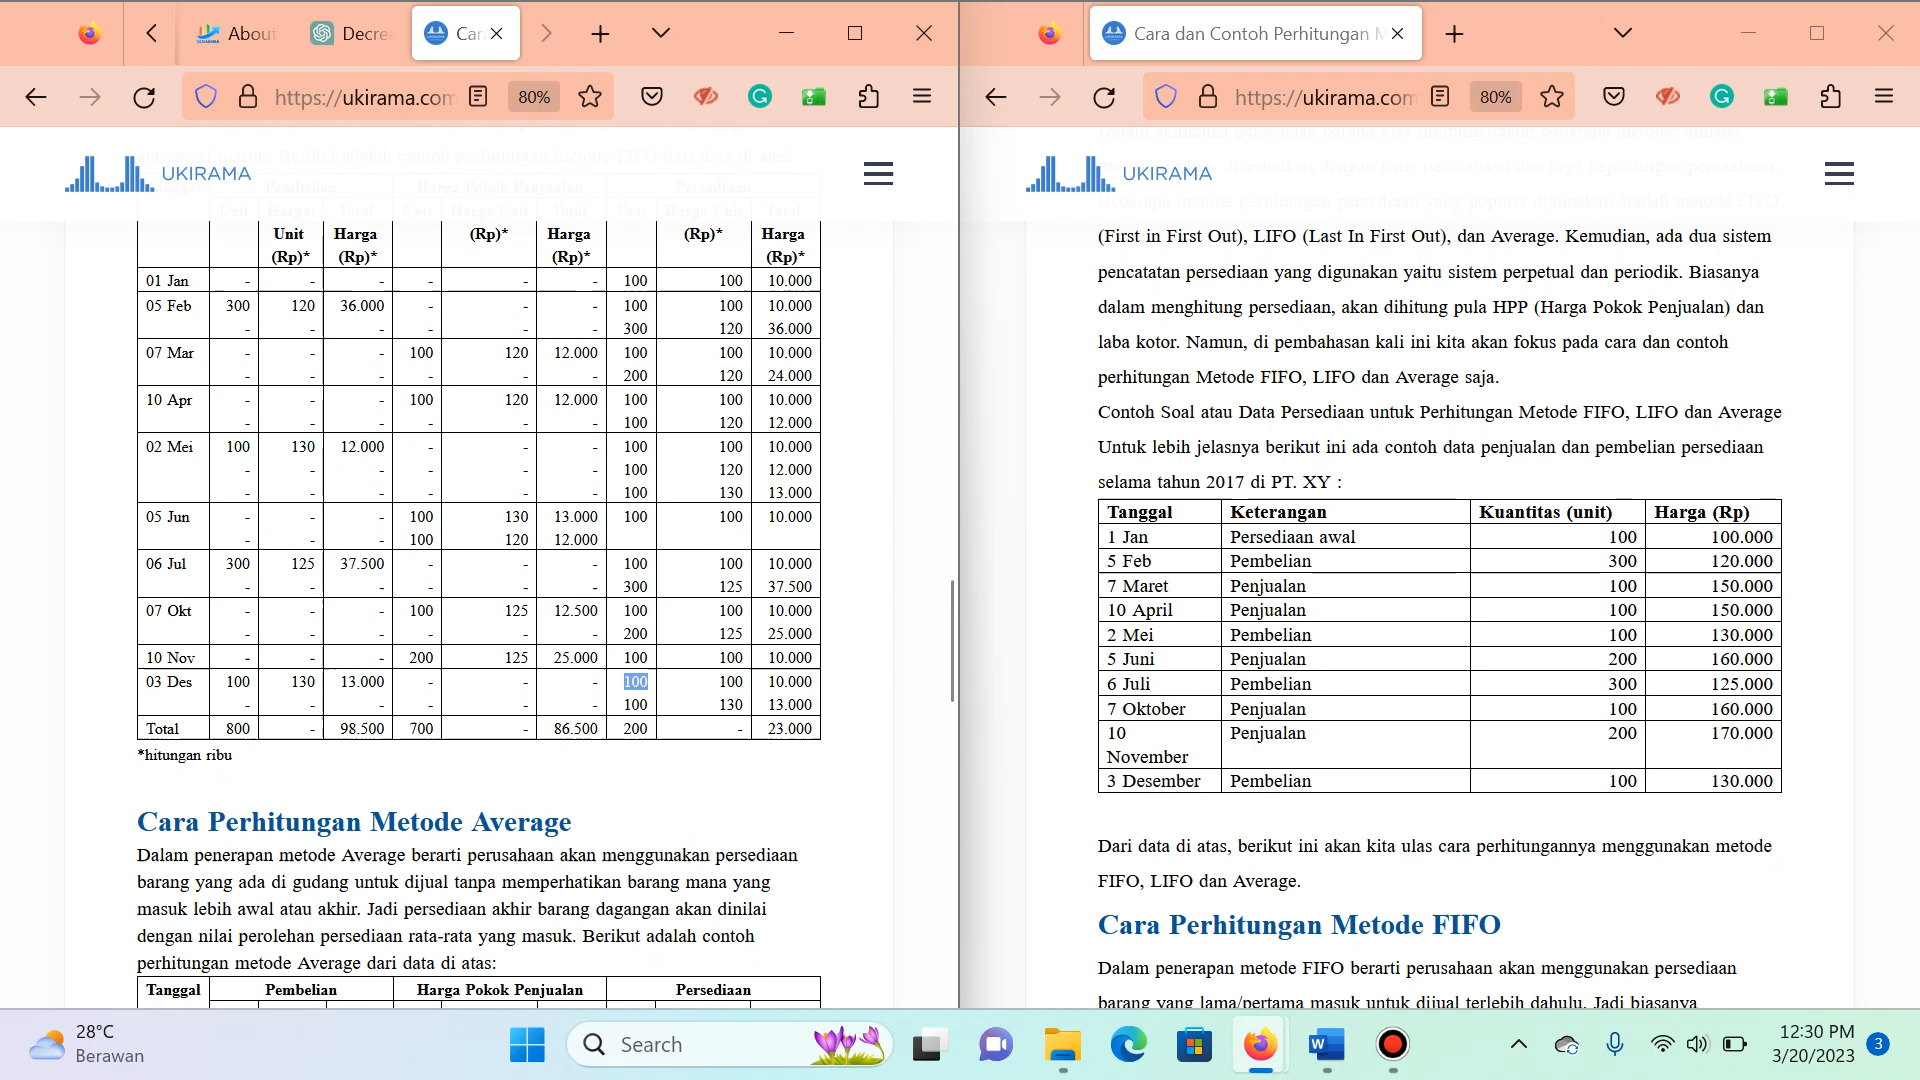 About
Decre
Car
Cara dan Contoh Perhitungan M
https://ukirama.com
80%
https://ukirama.com
80%
UKIRAMA
UKIRAMA
Unit Harga (Rp)* Harga
(Rp)* (Rp)* (Rp)* (Rp)*
01 Jan - - - - - - 100 100 10.000
05 Feb 300 120 36.000 - - - 100 100 10.000
- - - - - - 300 120 36.000
07 Mar - - - 100 120 12.000 100 100 10.000
- - - - - - 200 120 24.000
10 Apr - - - 100 120 12.000 100 100 10.000
- - - - - - 100 120 12.000
02 Mei 100 130 12.000 - - - 100 100 10.000
- - - - - - 100 120 12.000
- - - - - - 100 130 13.000
05 Jun - - - 100 130 13.000 100 100 10.000
- - - 100 120 12.000
06 Jul 300 125 37.500 - - - 100 100 10.000
- - - - - - 300 125 37.500
07 Okt - - - 100 125 12.500 100 100 10.000
- - - - - - 200 125 25.000
10 Nov - - - 200 125 25.000 100 100 10.000
03 Des 100 130 13.000 - - - 100 100 10.000
- - - - - - 100 130 13.000
Total 800 - 98.500 700 - 86.500 200 - 23.000
*hitungan ribu
Cara Perhitungan Metode Average
Dalam penerapan metode Average berarti perusahaan akan menggunakan persediaan
barang yang ada di gudang untuk dijual tanpa memperhatikan barang mana yang
masuk lebih awal atau akhir. Jadi persediaan akhir barang dagangan akan dinilai
dengan nilai perolehan persediaan rata-rata yang masuk. Berikut adalah contoh
perhitungan metode Average dari data di atas:
Tanggal Pembelian Harga Pokok Penjualan Persediaan
(First in First Out), LIFO (Last In First Out), dan Average. Kemudian, ada dua sistem
pencatatan persediaan yang digunakan yaitu sistem perpetual dan periodik. Biasanya
dalam menghitung persediaan, akan dihitung pula HPP (Harga Pokok Penjualan) dan
laba kotor. Namun, di pembahasan kali ini kita akan fokus pada cara dan contoh
perhitungan Metode FIFO, LIFO dan Average saja.
Contoh Soal atau Data Persediaan untuk Perhitungan Metode FIFO, LIFO dan Average
Untuk lebih jelasnya berikut ini ada contoh data penjualan dan pembelian persediaan
selama tahun 2017 di PT. XY :
Tanggal Keterangan Kuantitas (unit) Harga (Rp)
1 Jan Persediaan awal 100 100.000
5 Feb Pembelian 300 120.000
7 Maret Penjualan 100 150.000
10 April Penjualan 100 150.000
2 Mei Pembelian 100 130.000
5 Juni Penjualan 200 160.000
6 Juli Pembelian 300 125.000
7 Oktober Penjualan 100 160.000
10 Penjualan 200 170.000
November
3 Desember Pembelian 100 130.000
Dari data di atas, berikut ini akan kita ulas cara perhitungannya menggunakan metode
FIFO, LIFO dan Average.
Cara Perhitungan Metode FIFO
Dalam penerapan metode FIFO berarti perusahaan akan menggunakan persediaan
barang yang lama/pertama masuk untuk dijual terlebih dahulu. Jadi biasanya
28°C
Berawan
Search
12:30 PM
3/20/2023
3